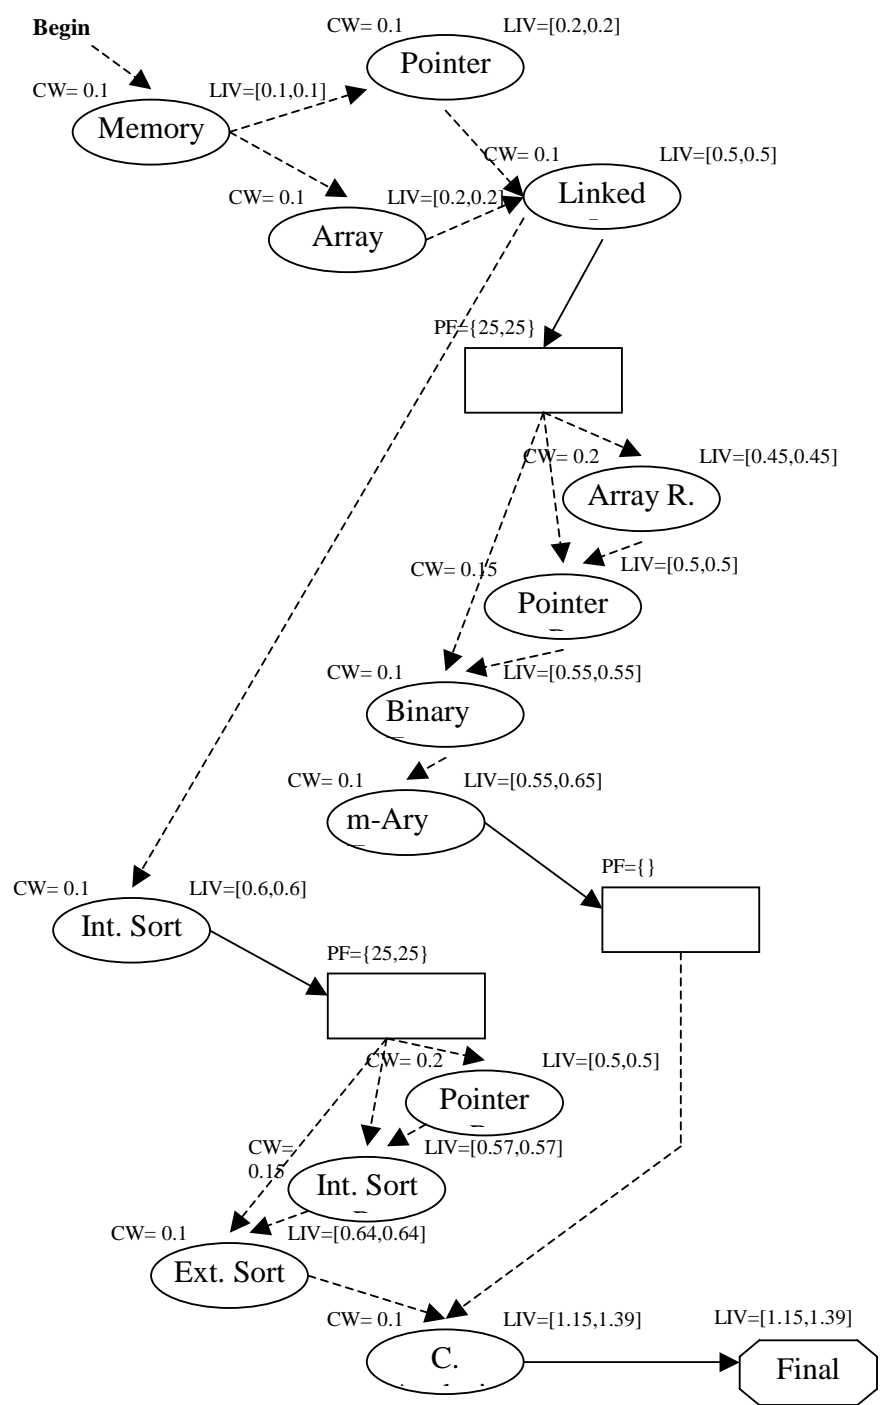 Begin
CW= 0.1
LIV=[0.2,0.2]
Pointer
CW= 0.1
LIV=[0.1,0.1]
Memory
CW= 0.1
LIV=[0.5,0.5]
Linked
CW= 0.1
LIV=[0.2,0.2]
Array
PF={25,25}
CW= 0.2
LIV=[0.45,0.45]
Array R.
CW= 0.15
LIV=[0.5,0.5]
Pointer
CW= 0.1
LIV=[0.55,0.55]
Binary
CW= 0.1
LIV=[0.55,0.65]
m-Ary
PF={}
CW= 0.1
LIV=[0.6,0.6]
Int. Sort
PF={25,25}
CW= 0.2
LIV=[0.5,0.5]
Pointer
CW=
0.15
LIV=[0.57,0.57]
Int. Sort
CW= 0.1
LIV=[0.64,0.64]
Ext. Sort
CW= 0.1
LIV=[1.15,1.39]
C.
LIV=[1.15,1.39]
Final